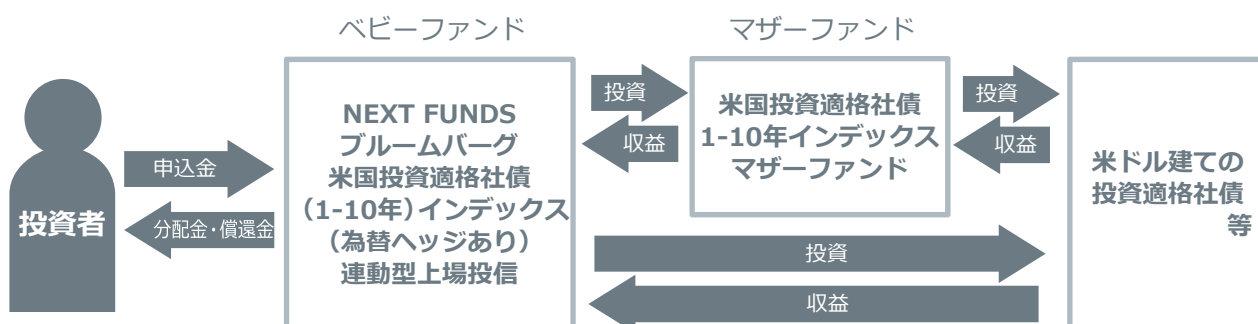 ベビーファンド
マザーファンド
投資者
申込金
分配金・償還金
NEXT FUNDS
ブルームバーグ
米国投資適格社債
（1-10年）インデックス
（為替ヘッジあり）
連動型上場投信
投資
収益
米国投資適格社債
1-10年インデックス
マザーファンド
投資
収益
投資
収益
米ドル建ての
投資適格社債
等